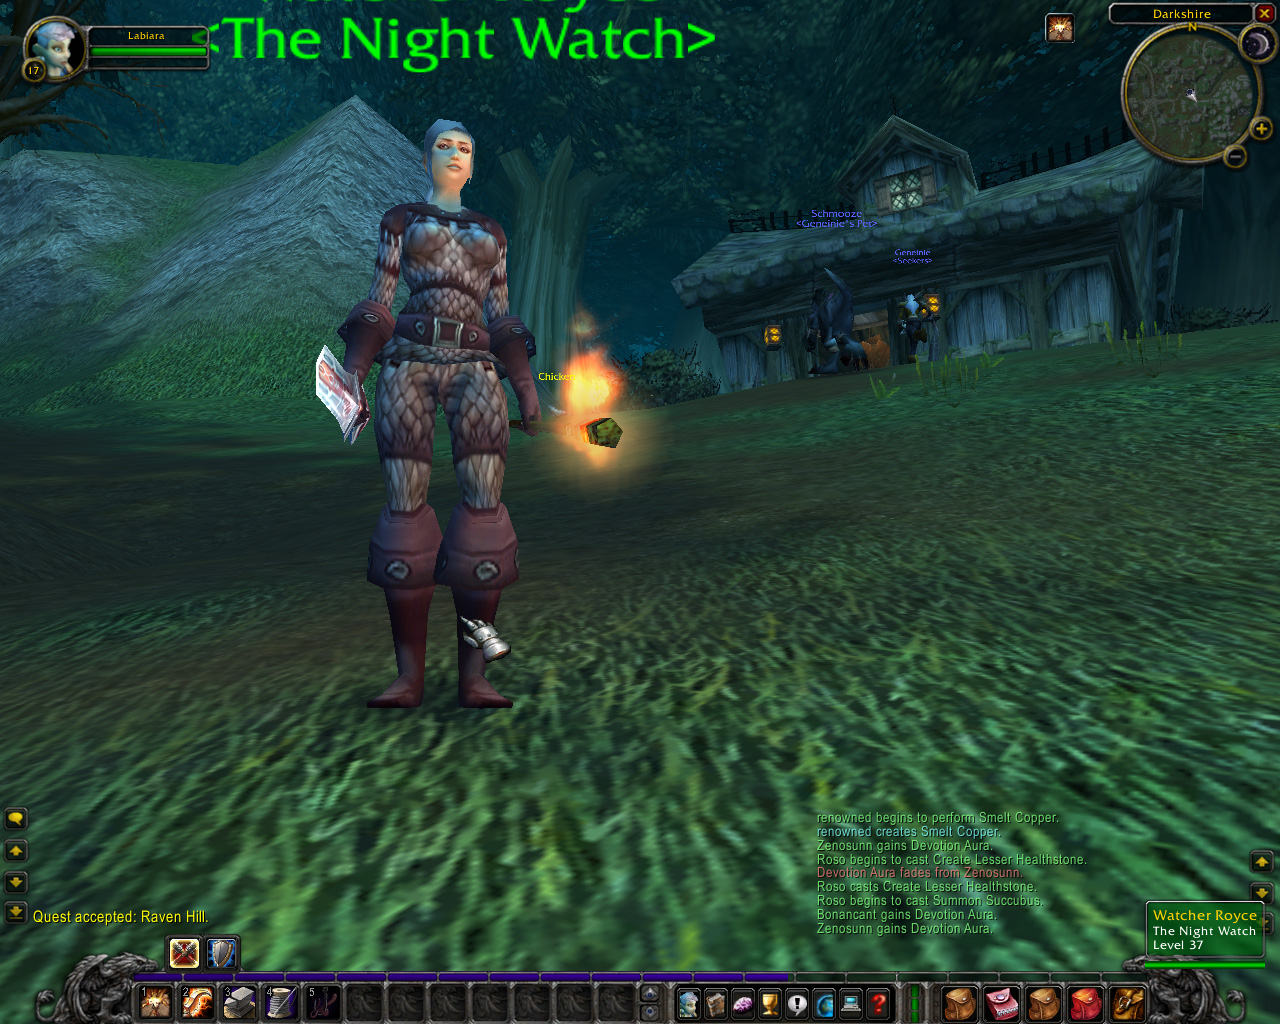 <The Night Watch>
Labiara
17
Darkshire
N
Schmooze
Geneinie
<Seekers>
Chicken
renowned begins to perform Smelt Copper.
renowned creates Smelt Copper.
Zenosunn gains Devotion Aura.
Roso begins to cast Create Lesser Healthstone.
Devotion Aura fades from Zenosunn.
Roso casts Create Lesser Healthstone.
Roso begins to cast Summon Succubus.
Bonancant gains Devotion Aura.
Zenosunn gains Devotion Aura.
Quest accepted: Raven Hill.
Watcher Royce
The Night Watch
Level 37
1 2 3 4 5